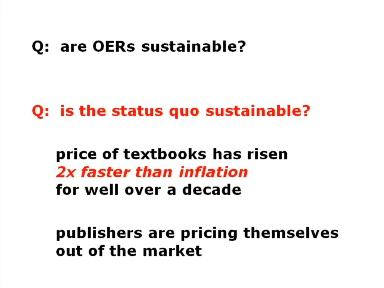 Q: are OERs sustainable?
Q: is the status quo sustainable?
price of textbooks has risen
2x faster than inflation
for well over a decade
publishers are pricing themselves
out of the market